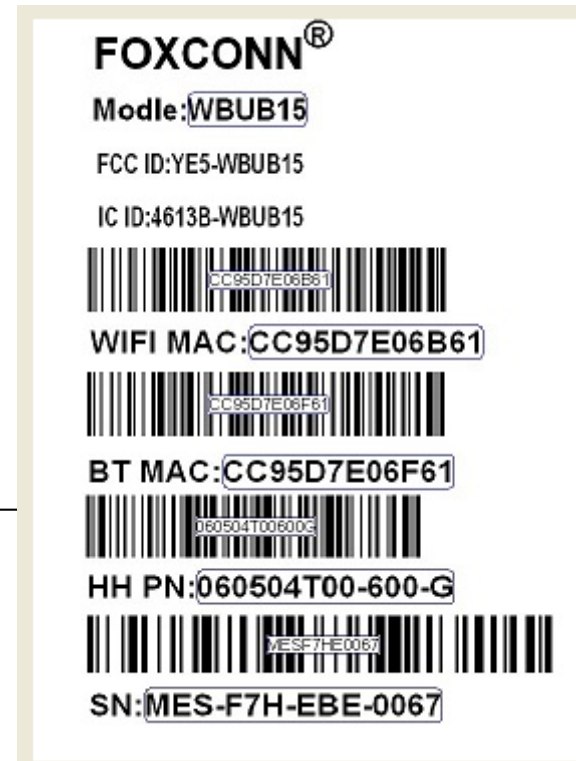 FOXCONN®
Modle:WBUB15
FCC ID:YE5-WBUB15
IC ID:4613B-WBUB15
CC95D7E06B61
WIFI MAC:CC95D7E06B61
CC95D7E06F61
BT MAC:CC95D7E06F61
060504T00600G
HH PN:060504T00-600-G
MESF7HE0067
SN:MES-F7H-EBE-0067